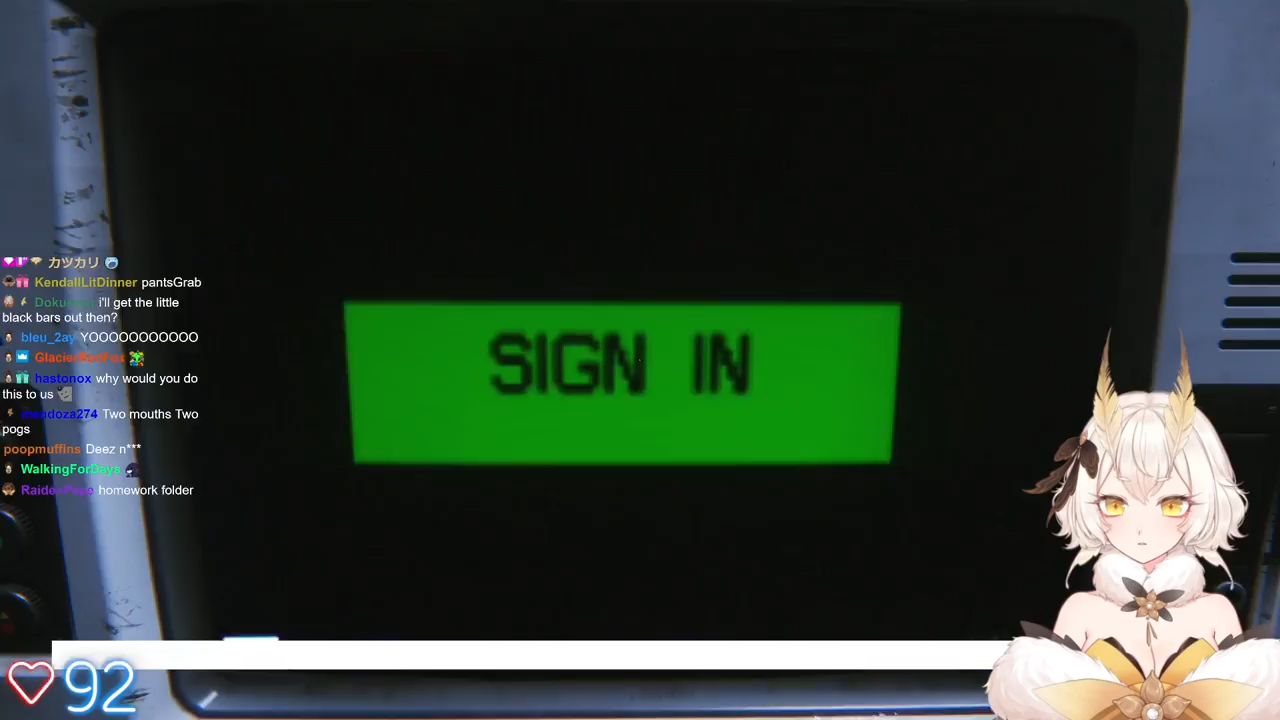 SIGN IN
カツカリ
KendallLitDinner pantsGrab
i'll get the little
black bars out then?
bleu_2ay YOOOOOOOOOOO
hastonox why would you do
this to us
mendoza274 Two mouths Two
pogs
poopmuffins Deez n***
WalkingForDays
homework folder
92